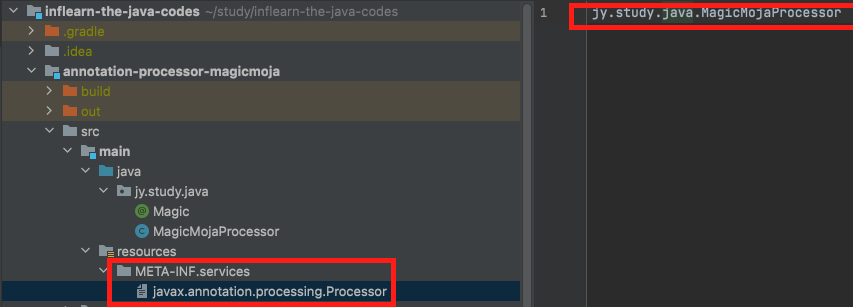 inflearn-the-java-codes ~/study/inflearn-the-java-codes
.gradle
.idea
annotation-processor-magicmoja
build
out
src
main
java
jy.study.java
Magic
MagicMojaProcessor
resources
META-INF.services
javax.annotation.processing.Processor
1 jy.study.java.MagicMojaProcessor